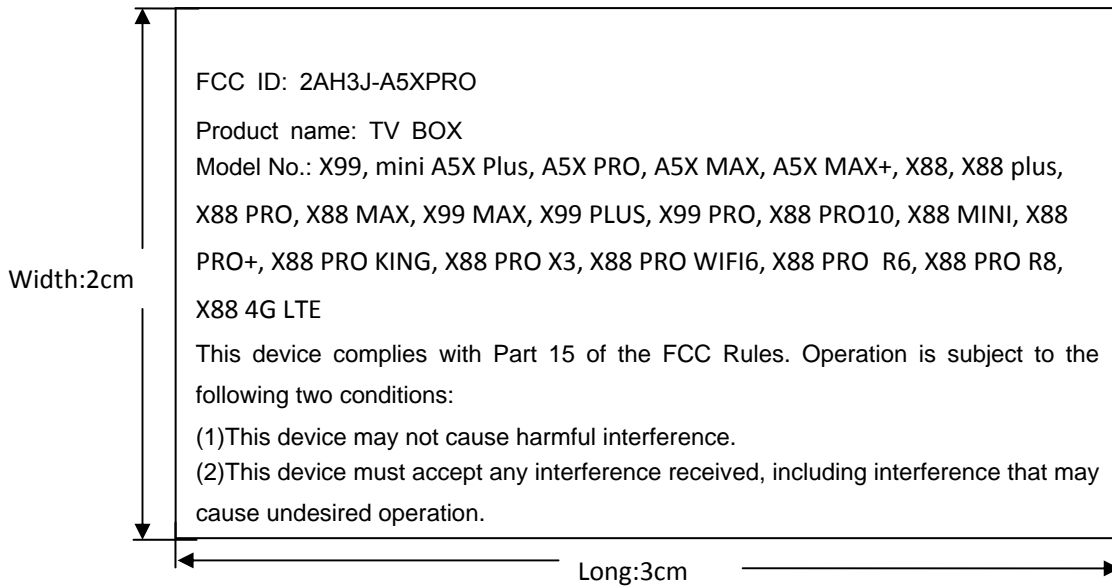 FCC ID: 2AH3J-A5XPRO
Product name: TV BOX
Model No.: X99, mini A5X Plus, A5X PRO, A5X MAX, A5X MAX+, X88, X88 plus,
X88 PRO, X88 MAX, X99 MAX, X99 PLUS, X99 PRO, X88 PRO10, X88 MINI, X88
PRO+, X88 PRO KING, X88 PRO X3, X88 PRO WIFI6, X88 PRO R6, X88 PRO R8,
Width:2cm
X88 4G LTE
This device complies with Part 15 of the FCC Rules. Operation is subject to the
following two conditions:
(1)This device may not cause harmful interference.
(2)This device must accept any interference received, including interference that may
cause undesired operation.
Long:3cm